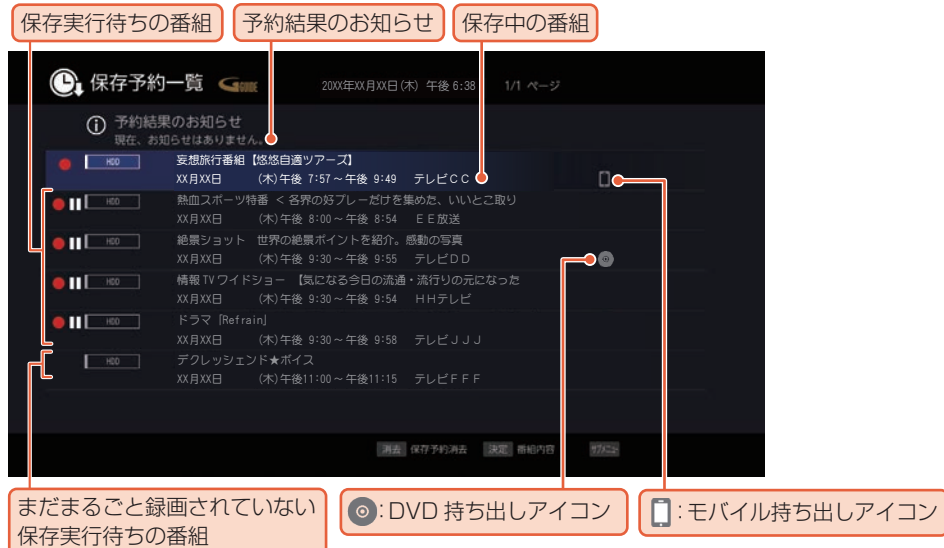 保存実行待ちの番組
予約結果のお知らせ
保存中の番組
保存予約一覧 GGUIDE 20XX年XX月XX日(木) 午後 6:38 1/1 ページ
予約結果のお知らせ
現在、お知らせはありません。
HDD 妄想旅行番組【悠悠自適ツアーズ】
XX月XX日 (木)午後 7:57～午後 9:49 テレビCC
HDD 熱血スポーツ特番 < 各界の好プレーだけを集めた、いいとこ取り
XX月XX日 (木)午後 8:00～午後 8:54 EE放送
HDD 絶景ショット 世界の絶景ポイントを紹介。感動の写真
XX月XX日 (木)午後 9:30～午後 9:55 テレビDD
HDD 情報TVワイドショー 【気になる今日の流通・流行りの元になった
XX月XX日 (木)午後 9:30～午後 9:54 HHテレビ
HDD ドラマ「Refrain」
XX月XX日 (木)午後 9:30～午後 9:58 テレビJJJ
HDD デクレッシェンド★ボイス
XX月XX日 (木)午後11:00～午後11:15 テレビFFF
消去 保存予約消去 決定 番組内容 サブメニュー
まだまるごと録画されていない
保存実行待ちの番組
:DVD 持ち出しアイコン
:モバイル持ち出しアイコン